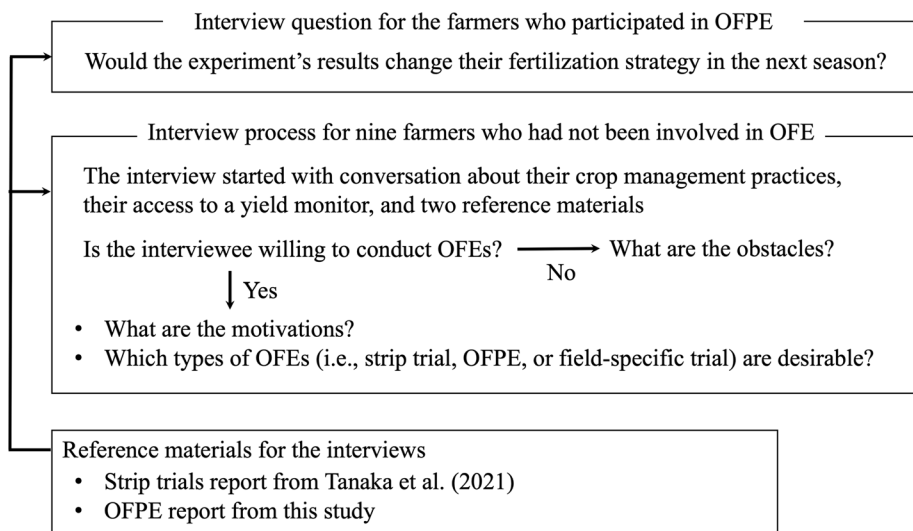 Interview question for the farmers who participated in OFPE
Would the experiment's results change their fertilization strategy in the next season?
Interview process for nine farmers who had not been involved in OFE
The interview started with conversation about their crop management practices,
their access to a yield monitor, and two reference materials
Is the interviewee willing to conduct OFEs? What are the obstacles?
No
Yes
• What are the motivations?
• Which types of OFEs (i.e., strip trial, OFPE, or field-specific trial) are desirable?
Reference materials for the interviews
• Strip trials report from Tanaka et al. (2021)
• OFPE report from this study